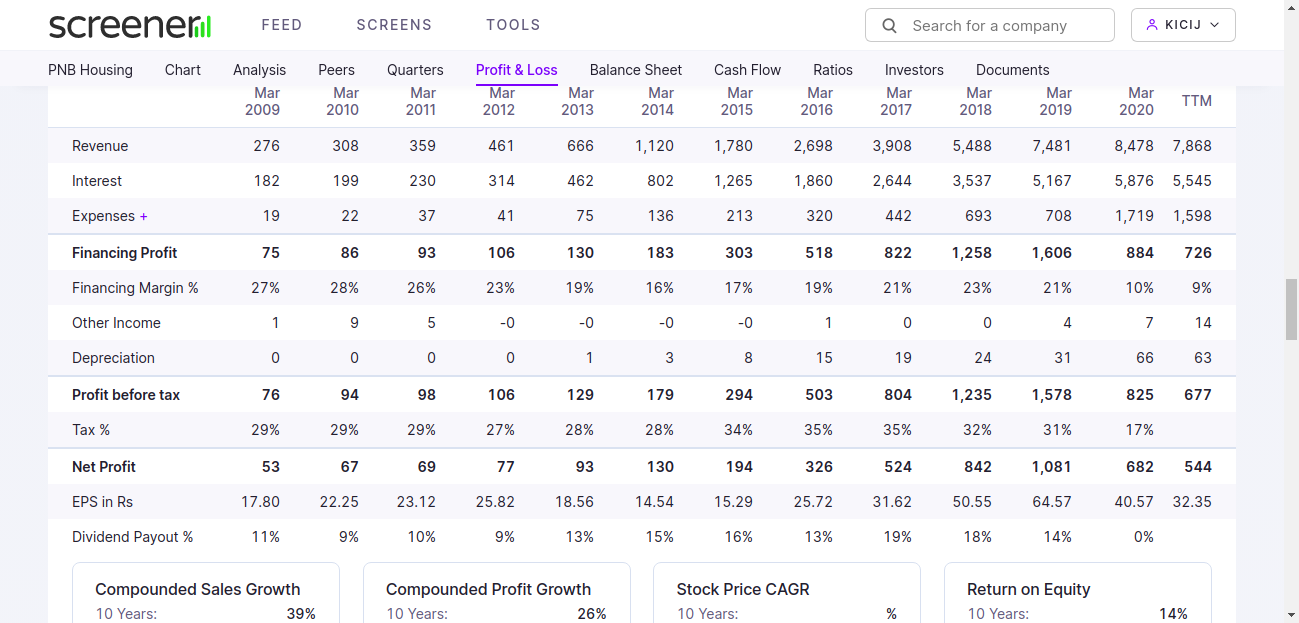 screener FEED SCREENS TOOLS Search for a company KICIJ
PNB Housing Chart Analysis Peers Quarters Profit & Loss Balance Sheet Cash Flow Ratios Investors Documents
Mar 2009 Mar 2010 Mar 2011 Mar 2012 Mar 2013 Mar 2014 Mar 2015 Mar 2016 Mar 2017 Mar 2018 Mar 2019 Mar 2020 TTM
Revenue 276 308 359 461 666 1,120 1,780 2,698 3,908 5,488 7,481 8,478 7,868
Interest 182 199 230 314 462 802 1,265 1,860 2,644 3,537 5,167 5,876 5,545
Expenses + 19 22 37 41 75 136 213 320 442 693 708 1,719 1,598
Financing Profit 75 86 93 106 130 183 303 518 822 1,258 1,606 884 726
Financing Margin % 27% 28% 26% 23% 19% 16% 17% 19% 21% 23% 21% 10% 9%
Other Income 1 9 5 -0 -0 -0 -0 1 0 0 4 7 14
Depreciation 0 0 0 0 1 3 8 15 19 24 31 66 63
Profit before tax 76 94 98 106 129 179 294 503 804 1,235 1,578 825 677
Tax % 29% 29% 29% 27% 28% 28% 34% 35% 35% 32% 31% 17%
Net Profit 53 67 69 77 93 130 194 326 524 842 1,081 682 544
EPS in Rs 17.80 22.25 23.12 25.82 18.56 14.54 15.29 25.72 31.62 50.55 64.57 40.57 32.35
Dividend Payout % 11% 9% 10% 9% 13% 15% 16% 13% 19% 18% 14% 0%
Compounded Sales Growth Compounded Profit Growth Stock Price CAGR Return on Equity
10 Years: 39% 10 Years: 26% 10 Years: % 10 Years: 14%